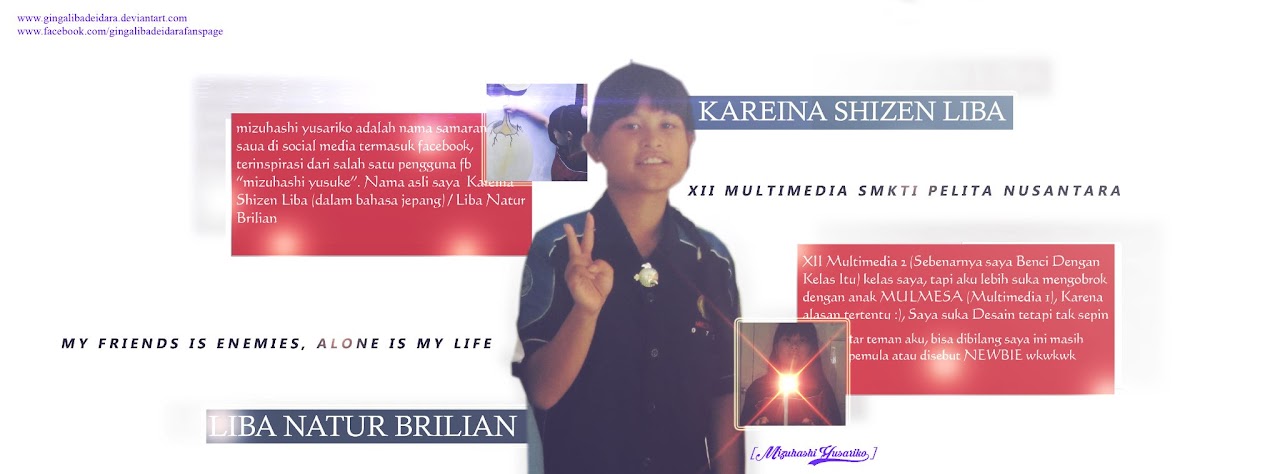 www.gingalibadeidara.deviantart.com
www.facebook.com/gingalibadeidarafanspage
KAREINA SHIZEN LIBA
mizuhashi yusariko adalah nama samaran
saua di social media termasuk facebook,
terinspirasi dari salah satu pengguna fb
"mizuhashi yusuke". Nama asli saya Kareina
Shizen Liba (dalam bahasa jepang) / Liba Natur
Brilian
XII MULTIMEDIA SMKTI PELITA NUSANTARA
XII Multimedia 2 (Sebenarnya saya Benci Dengan
Kelas Itu) kelas saya, tapi aku lebih suka mengobrok
dengan anak MULMESA (Multimedia 1), Karena
alasan tertentu :), Saya suka Desain tetapi tak sepin
tar teman aku, bisa dibilang saya ini masih
pemula atau disebut NEWBIE wkwkwk
MY FRIENDS IS ENEMIES, ALONE IS MY LIFE
LIBA NATUR BRILIAN
[Mizuhashi Yusariko]